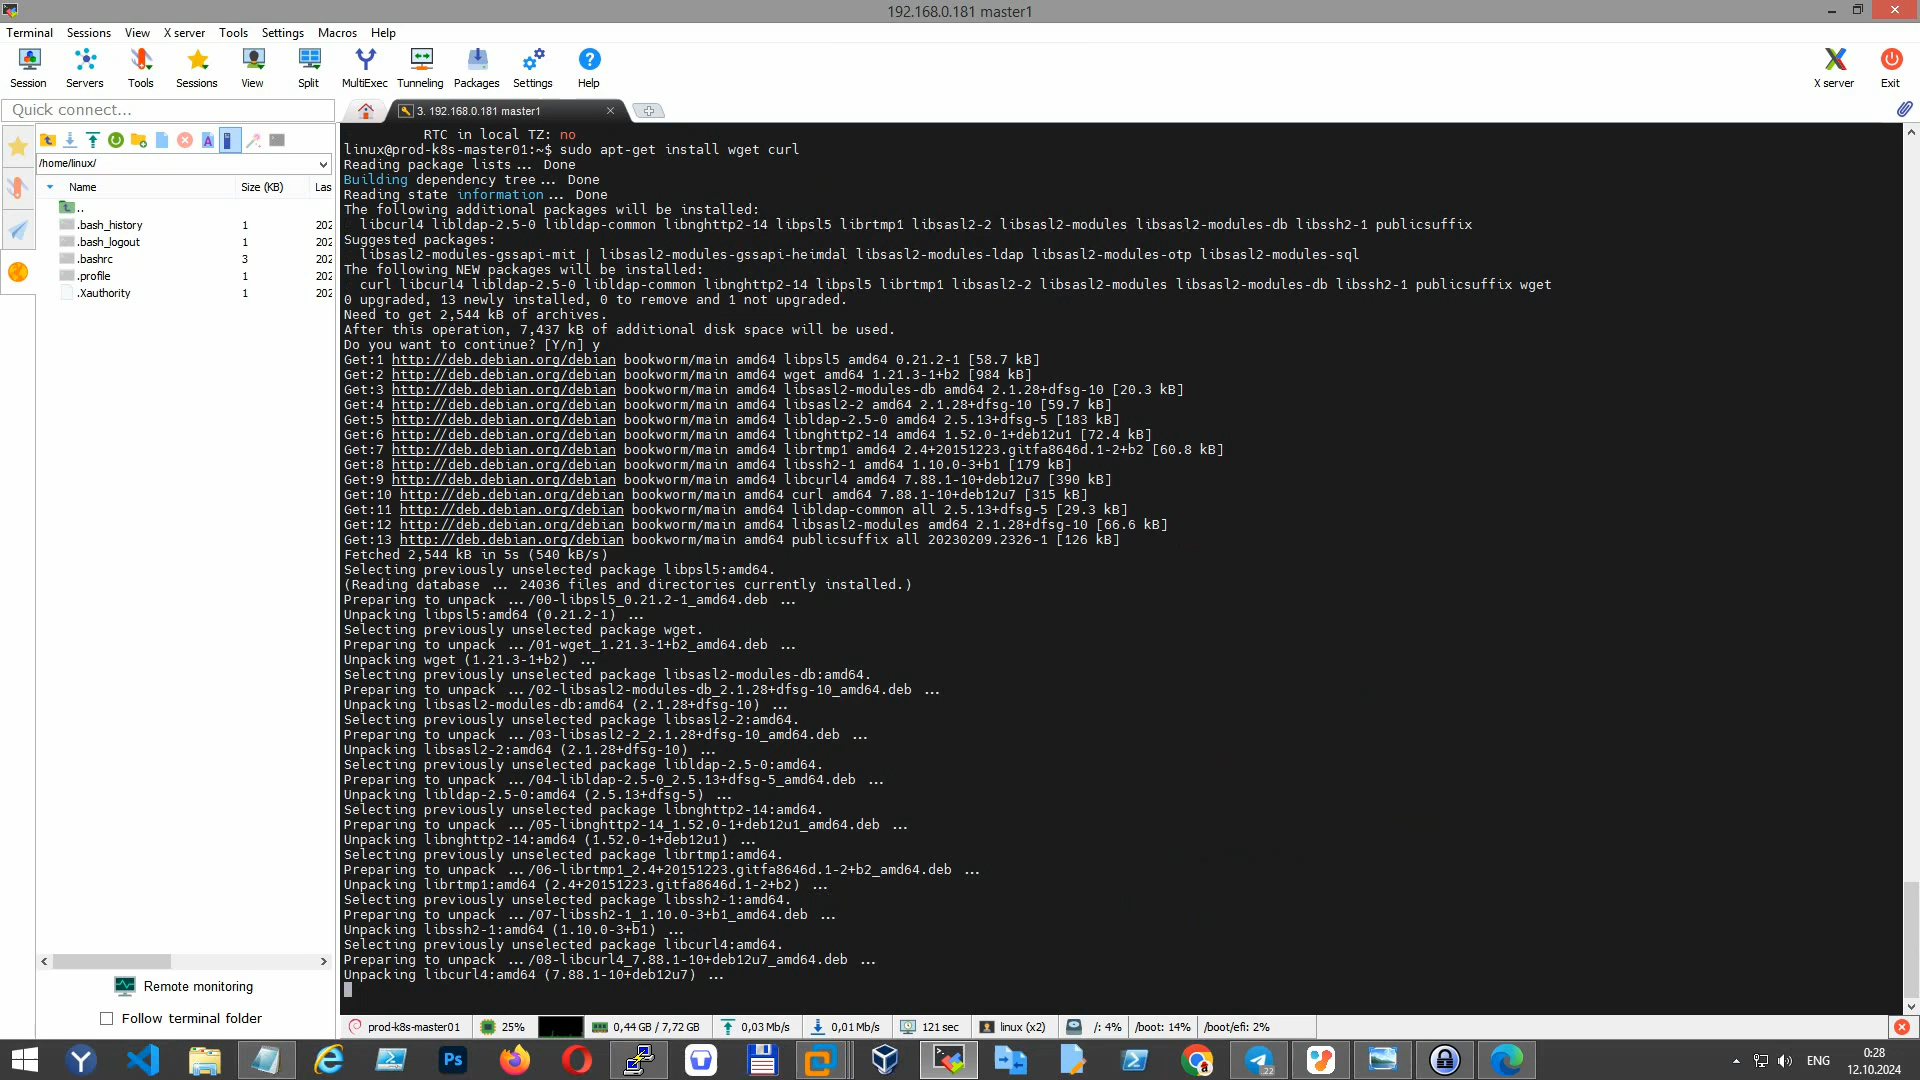 192.168.0.181 master1
Terminal Sessions View X server Tools Settings Macros Help
Session Servers Tools Sessions View Split MultiExec Tunneling Packages Settings Help X server Exit
Quick connect...
3. 192.168.0.181 master1
/home/linux/
Name Size (KB) Las
..
.bash_history 1 202
.bash_logout 1 202
.bashrc 3 202
.profile 1 202
.Xauthority 1 202
Remote monitoring
Follow terminal folder
RTC in local TZ: no
linux@prod-k8s-master01:~$ sudo apt-get install wget curl
Reading package lists... Done
Building dependency tree... Done
Reading state information... Done
The following additional packages will be installed:
libcurl4 libldap-2.5-0 libldap-common libnghttp2-14 libpsl5 librtmp1 libsasl2-2 libsasl2-modules libsasl2-modules-db libssh2-1 publicsuffix
Suggested packages:
libsasl2-modules-gssapi-mit | libsasl2-modules-gssapi-heimdal libsasl2-modules-ldap libsasl2-modules-otp libsasl2-modules-sql
The following NEW packages will be installed:
curl libcurl4 libldap-2.5-0 libldap-common libnghttp2-14 libpsl5 librtmp1 libsasl2-2 libsasl2-modules libsasl2-modules-db libssh2-1 publicsuffix wget
0 upgraded, 13 newly installed, 0 to remove and 1 not upgraded.
Need to get 2,544 kB of archives.
After this operation, 7,437 kB of additional disk space will be used.
Do you want to continue? [Y/n] y
Get:1 http://deb.debian.org/debian bookworm/main amd64 libpsl5 amd64 0.21.2-1 [58.7 kB]
Get:2 http://deb.debian.org/debian bookworm/main amd64 wget amd64 1.21.3-1+b2 [984 kB]
Get:3 http://deb.debian.org/debian bookworm/main amd64 libsasl2-modules-db amd64 2.1.28+dfsg-10 [20.3 kB]
Get:4 http://deb.debian.org/debian bookworm/main amd64 libsasl2-2 amd64 2.1.28+dfsg-10 [59.7 kB]
Get:5 http://deb.debian.org/debian bookworm/main amd64 libldap-2.5-0 amd64 2.5.13+dfsg-5 [183 kB]
Get:6 http://deb.debian.org/debian bookworm/main amd64 libnghttp2-14 amd64 1.52.0-1+deb12u1 [72.4 kB]
Get:7 http://deb.debian.org/debian bookworm/main amd64 librtmp1 amd64 2.4+20151223.gitfa8646d.1-2+b2 [60.8 kB]
Get:8 http://deb.debian.org/debian bookworm/main amd64 libssh2-1 amd64 1.10.0-3+b1 [179 kB]
Get:9 http://deb.debian.org/debian bookworm/main amd64 libcurl4 amd64 7.88.1-10+deb12u7 [390 kB]
Get:10 http://deb.debian.org/debian bookworm/main amd64 curl amd64 7.88.1-10+deb12u7 [315 kB]
Get:11 http://deb.debian.org/debian bookworm/main amd64 libldap-common all 2.5.13+dfsg-5 [29.3 kB]
Get:12 http://deb.debian.org/debian bookworm/main amd64 libsasl2-modules amd64 2.1.28+dfsg-10 [66.6 kB]
Get:13 http://deb.debian.org/debian bookworm/main amd64 publicsuffix all 20230209.2326-1 [126 kB]
Fetched 2,544 kB in 5s (540 kB/s)
Selecting previously unselected package libpsl5:amd64.
(Reading database ... 24036 files and directories currently installed.)
Preparing to unpack .../00-libpsl5_0.21.2-1_amd64.deb ...
Unpacking libpsl5:amd64 (0.21.2-1) ...
Selecting previously unselected package wget.
Preparing to unpack .../01-wget_1.21.3-1+b2_amd64.deb ...
Unpacking wget (1.21.3-1+b2) ...
Selecting previously unselected package libsasl2-modules-db:amd64.
Preparing to unpack .../02-libsasl2-modules-db_2.1.28+dfsg-10_amd64.deb ...
Unpacking libsasl2-modules-db:amd64 (2.1.28+dfsg-10) ...
Selecting previously unselected package libsasl2-2:amd64.
Preparing to unpack .../03-libsasl2-2_2.1.28+dfsg-10_amd64.deb ...
Unpacking libsasl2-2:amd64 (2.1.28+dfsg-10) ...
Selecting previously unselected package libldap-2.5-0:amd64.
Preparing to unpack .../04-libldap-2.5-0_2.5.13+dfsg-5_amd64.deb ...
Unpacking libldap-2.5-0:amd64 (2.5.13+dfsg-5) ...
Selecting previously unselected package libnghttp2-14:amd64.
Preparing to unpack .../05-libnghttp2-14_1.52.0-1+deb12u1_amd64.deb ...
Unpacking libnghttp2-14:amd64 (1.52.0-1+deb12u1) ...
Selecting previously unselected package librtmp1:amd64.
Preparing to unpack .../06-librtmp1_2.4+20151223.gitfa8646d.1-2+b2_amd64.deb ...
Unpacking librtmp1:amd64 (2.4+20151223.gitfa8646d.1-2+b2) ...
Selecting previously unselected package libssh2-1:amd64.
Preparing to unpack .../07-libssh2-1_1.10.0-3+b1_amd64.deb ...
Unpacking libssh2-1:amd64 (1.10.0-3+b1) ...
Selecting previously unselected package libcurl4:amd64.
Preparing to unpack .../08-libcurl4_7.88.1-10+deb12u7_amd64.deb ...
Unpacking libcurl4:amd64 (7.88.1-10+deb12u7) ...
prod-k8s-master01 25% 0,44 GB / 7,72 GB 0,03 Mb/s 0,01 Mb/s 121 sec linux (x2) /: 4% /boot: 14% /boot/efi: 2%
Ps 22 ENG 0:28
12.10.2024